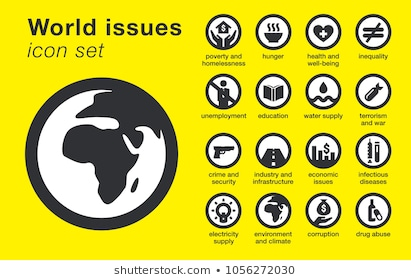 World issues
icon set
poverty and
homelessness
hunger
health and
well-being
inequality
unemployment
education
water supply
terrorism
and war
crime and
security
industry and
infrastructure
economic
issues
infectious
diseases
electricity
supply
environment
and climate
corruption
drug abuse
shutterstock.com • 1056272030